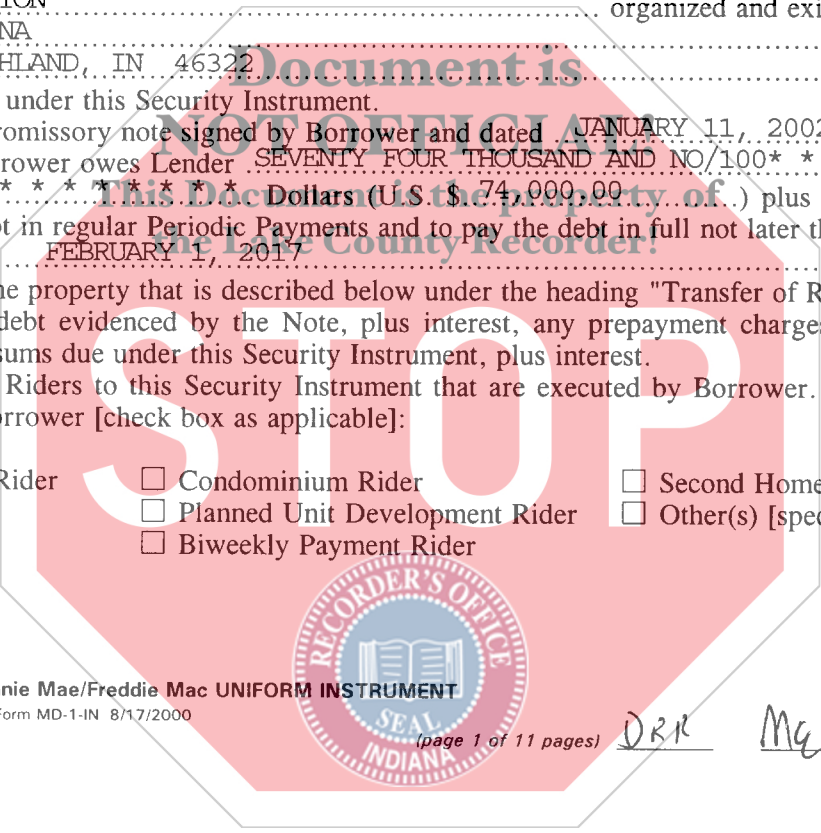 TION
organized and exi
NA
HLAND, IN 46322
under this Security Instrument.
romissory note signed by Borrower and dated JANUARY 11, 2002
rower owes Lender SEVENTY FOUR THOUSAND AND NO/100* *
* * * * * * * * Dollars (U.S. $ 74,000.00 ) plus
t in regular Periodic Payments and to pay the debt in full not later th
FEBRUARY 1, 2017
ne property that is described below under the heading "Transfer of R
debt evidenced by the Note, plus interest, any prepayment charges
sums due under this Security Instrument, plus interest.
Riders to this Security Instrument that are executed by Borrower.
orrower [check box as applicable]:
Rider ☐ Condominium Rider ☐ Second Home
☐ Planned Unit Development Rider ☐ Other(s) [spec
☐ Biweekly Payment Rider
nie Mae/Freddie Mac UNIFORM INSTRUMENT
Form MD-1-IN 8/17/2000
(page 1 of 11 pages) DRR
Document is
NOT OFFICIAL!
This Document is the property of
the Lake County Recorder!
STOP
RECORDER'S OFFICE
SEAL
INDIANA